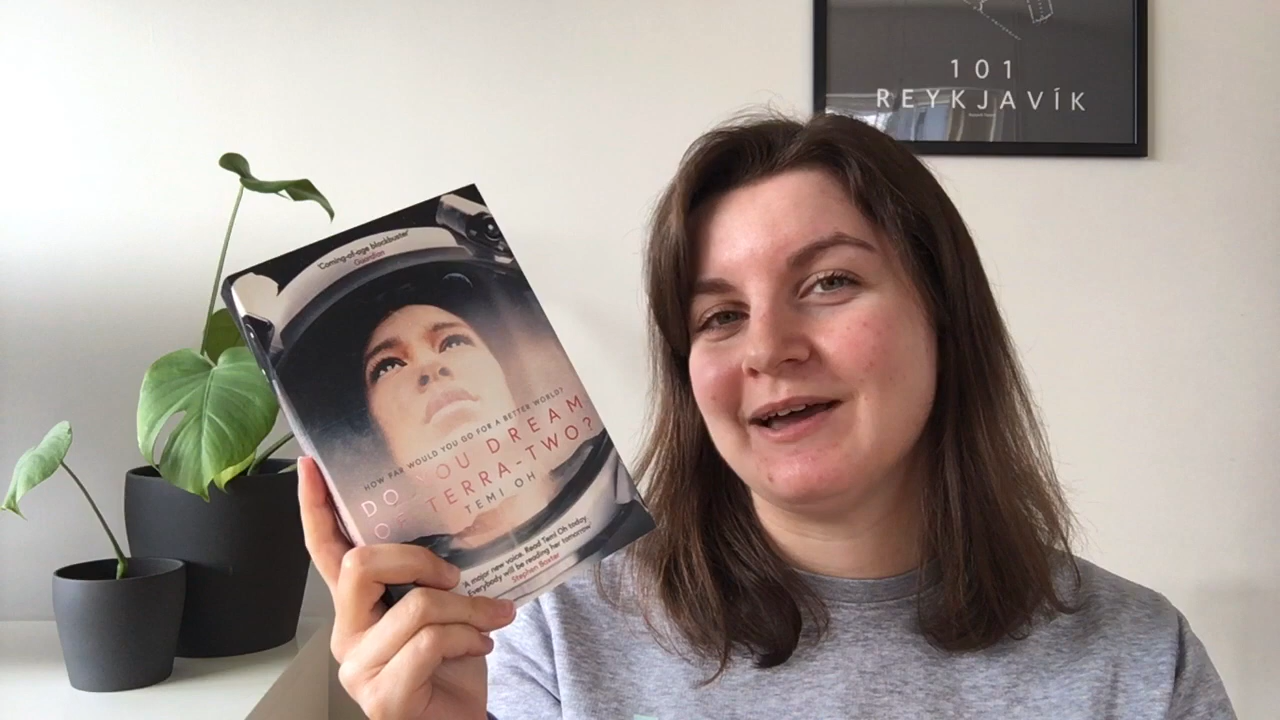 101
REYKJAVÍK
'Coming-of-age blockbuster'
Guardian
HOW FAR WOULD YOU GO FOR A BETTER WORLD?
DO YOU DREAM
OF TERRA-TWO?
TEMI OH
'A major new voice. Read Temi Oh today.
Everybody will be reading her tomorrow'
Stephen Baxter